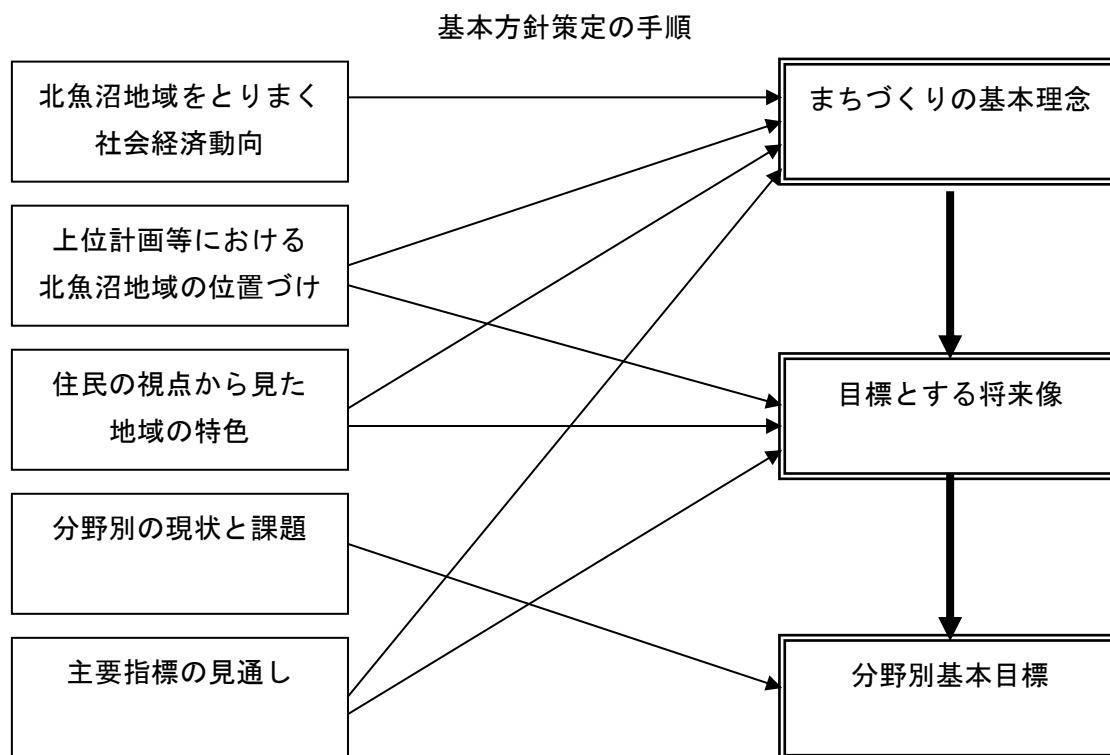 基本方針策定の手順
北魚沼地域をとりまく
社会経済動向
上位計画等における
北魚沼地域の位置づけ
住民の視点から見た
地域の特色
分野別の現状と課題
主要指標の見通し
まちづくりの基本理念
目標とする将来像
分野別基本目標